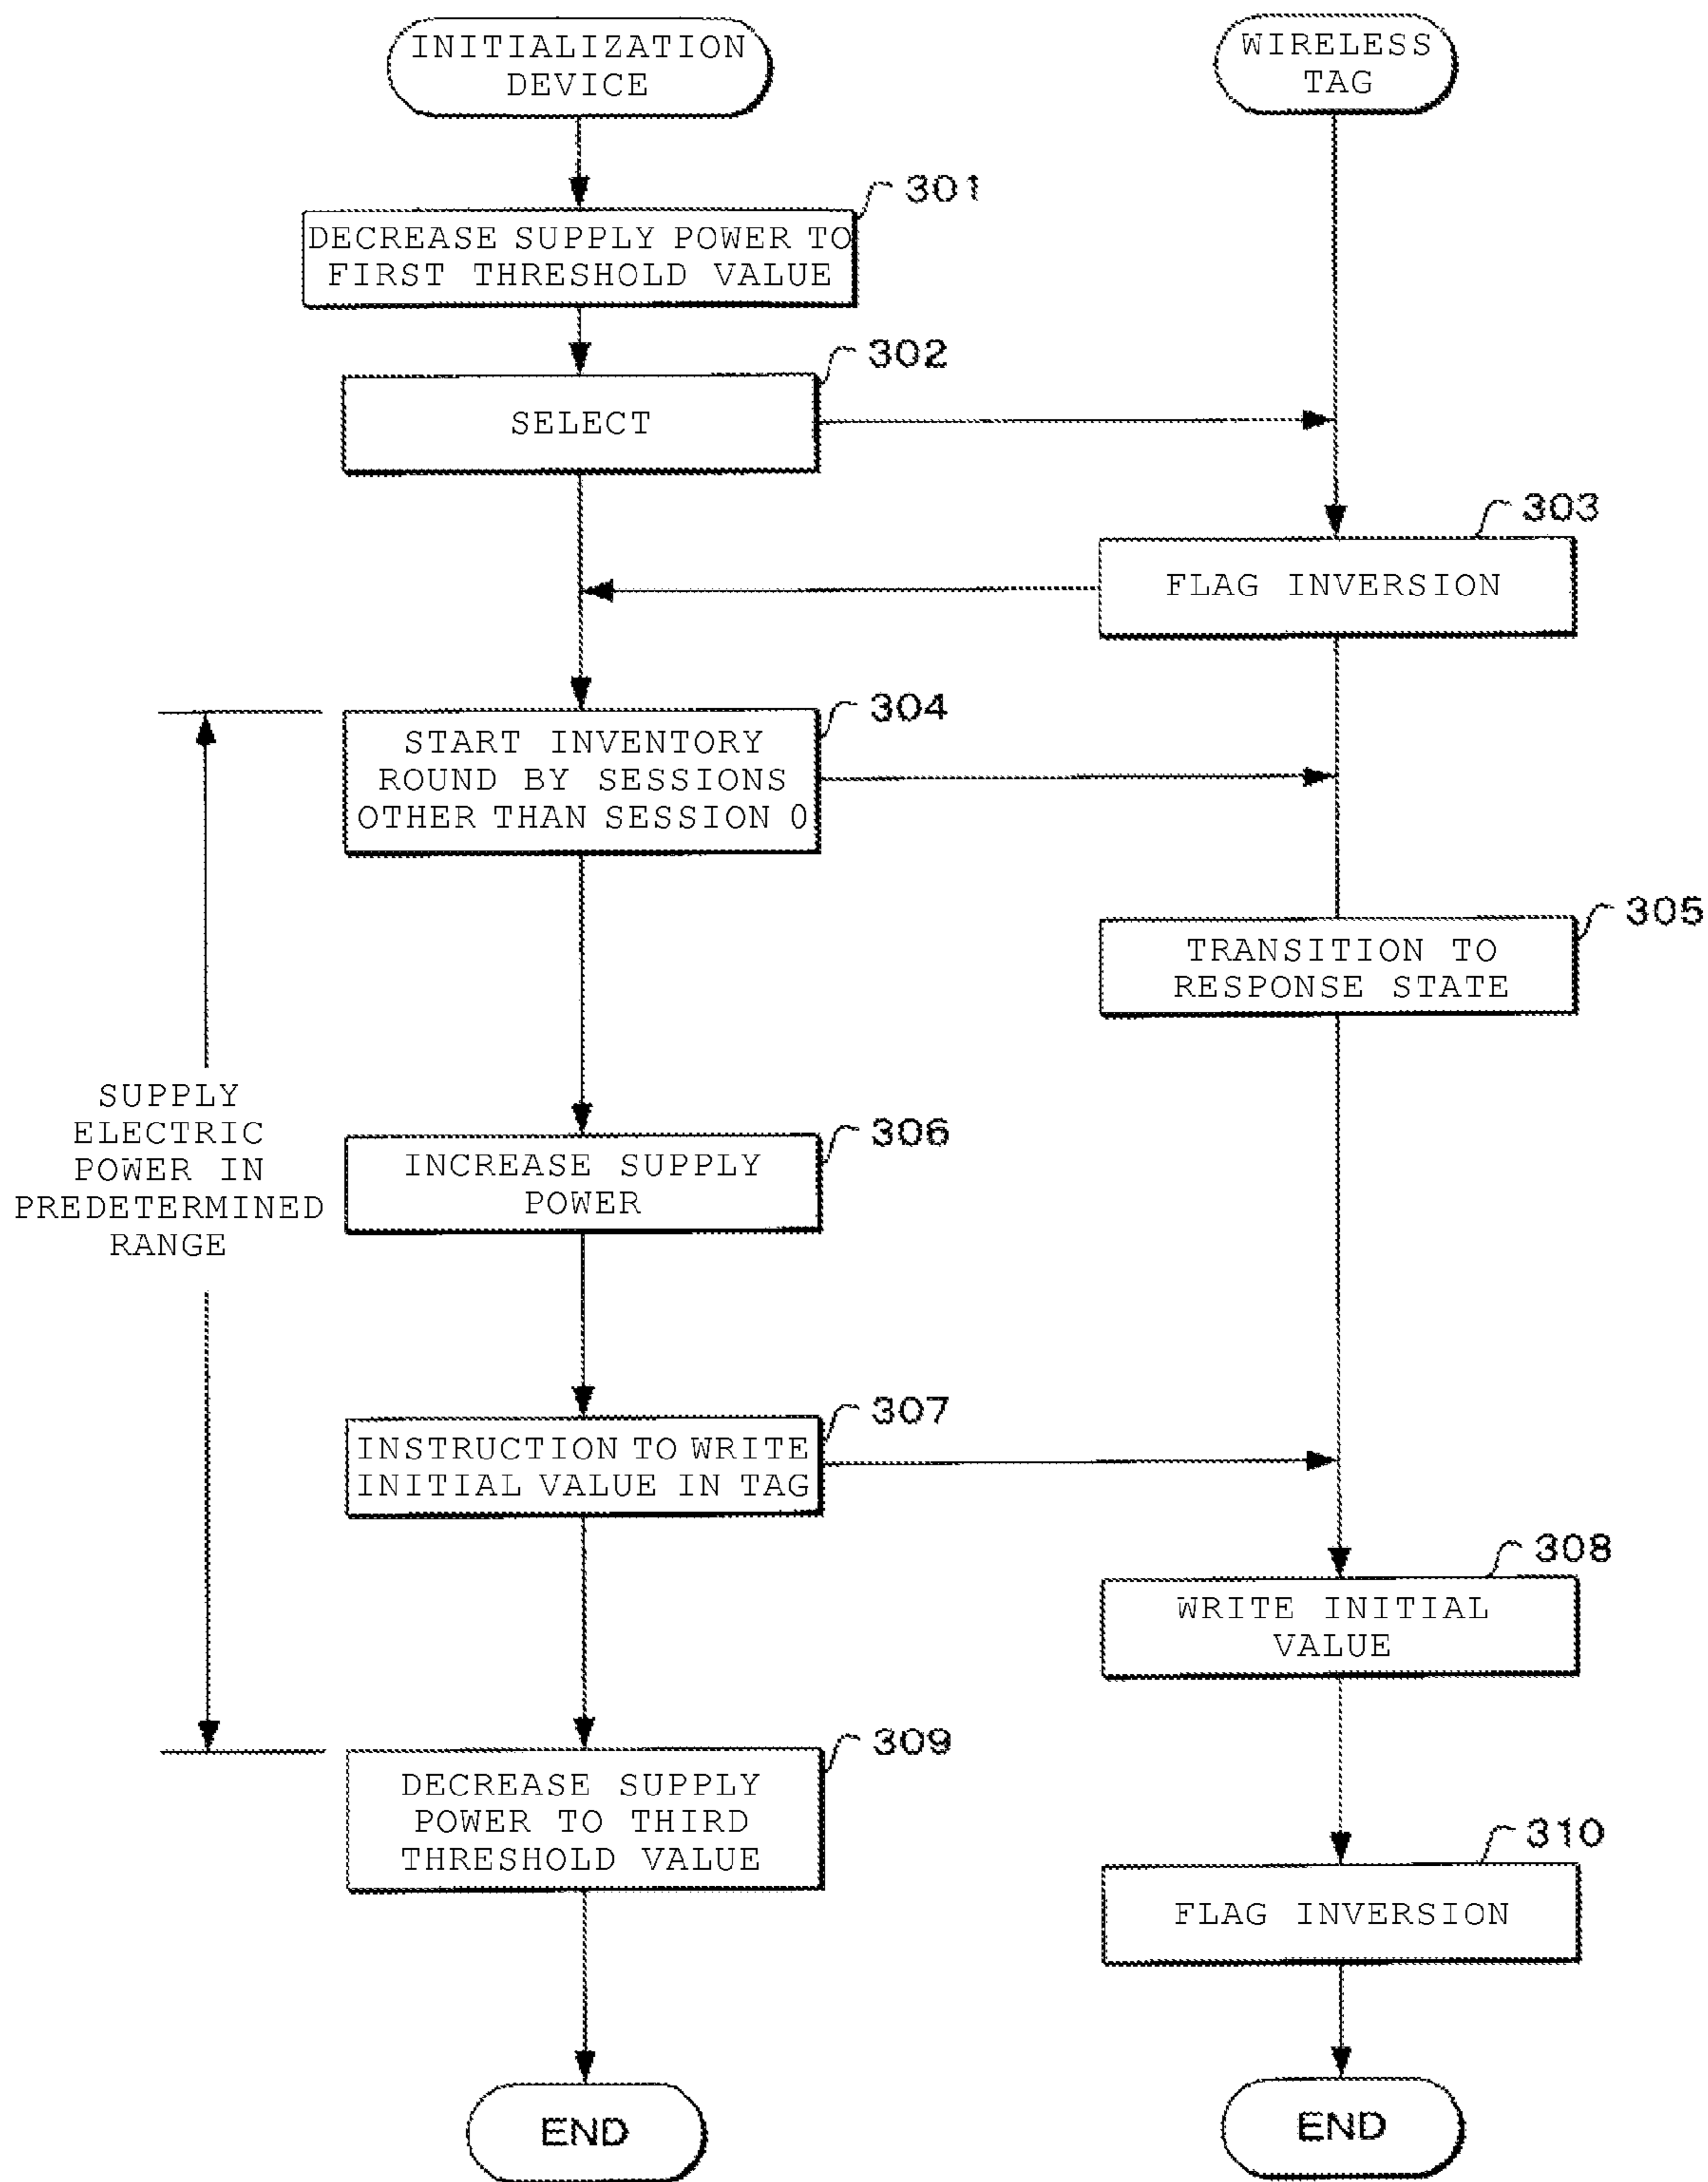 INITIALIZATION
DEVICE
WIRELESS
TAG
301
DECREASE SUPPLY POWER TO
FIRST THRESHOLD VALUE
302
SELECT
303
FLAG INVERSION
304
START INVENTORY
ROUND BY SESSIONS
OTHER THAN SESSION 0
305
TRANSITION TO
RESPONSE STATE
SUPPLY
ELECTRIC
POWER IN
PREDETERMINED
RANGE
306
INCREASE SUPPLY
POWER
307
INSTRUCTION TO WRITE
INITIAL VALUE IN TAG
308
WRITE INITIAL
VALUE
309
DECREASE SUPPLY
POWER TO THIRD
THRESHOLD VALUE
310
FLAG INVERSION
END
END